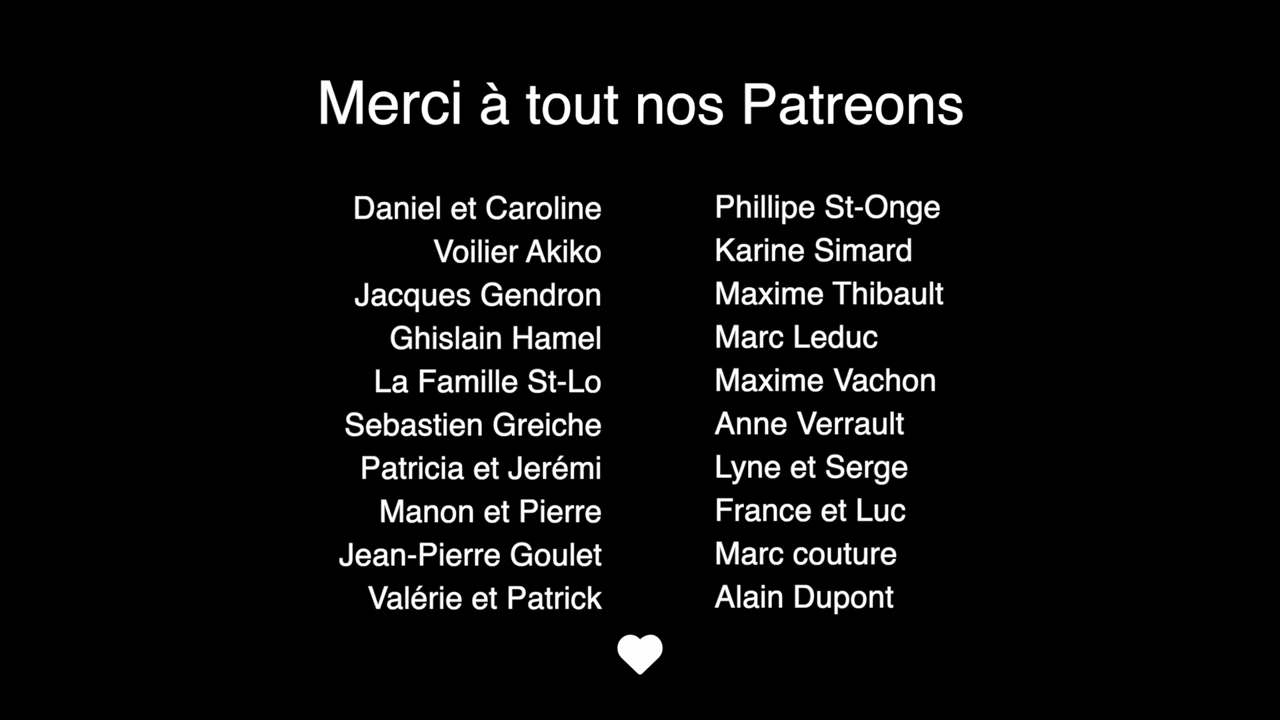 Merci à tout nos Patreons
Daniel et Caroline
Voilier Akiko
Jacques Gendron
Ghislain Hamel
La Famille St-Lo
Sebastien Greiche
Patricia et Jerémi
Manon et Pierre
Jean-Pierre Goulet
Valérie et Patrick
Phillipe St-Onge
Karine Simard
Maxime Thibault
Marc Leduc
Maxime Vachon
Anne Verrault
Lyne et Serge
France et Luc
Marc couture
Alain Dupont